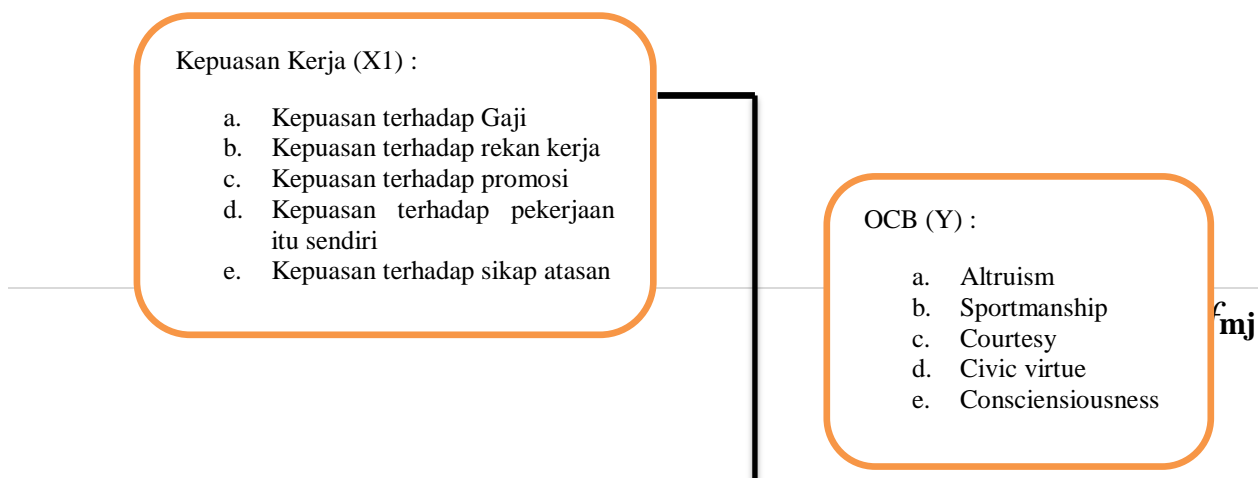 Kepuasan Kerja (X1) :
a. Kepuasan terhadap Gaji
b. Kepuasan terhadap rekan kerja
c. Kepuasan terhadap promosi
d. Kepuasan terhadap pekerjaan
itu sendiri
e. Kepuasan terhadap sikap atasan
OCB (Y) :
a. Altruism
b. Sportmanship
c. Courtesy
d. Civic virtue
e. Consciensiousness
mj